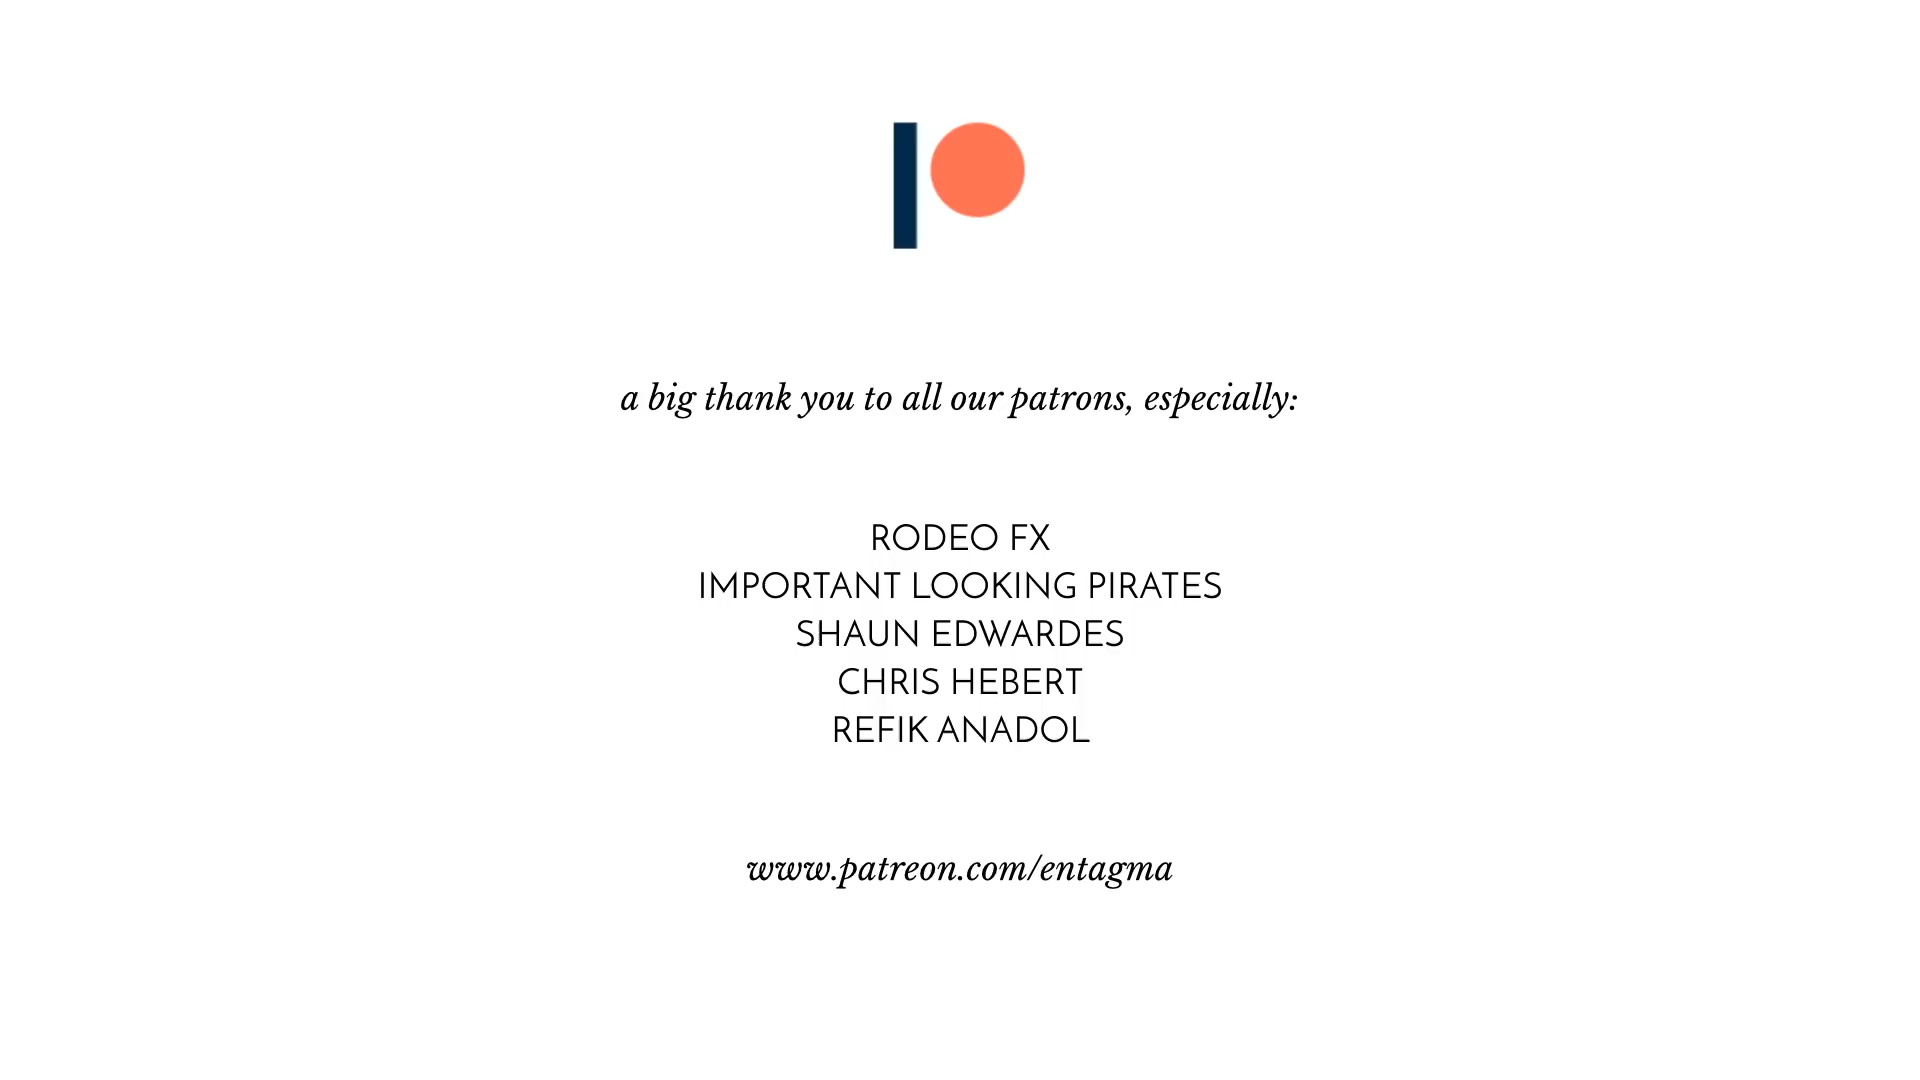 a big thank you to all our patrons, especially:
RODEO FX
IMPORTANT LOOKING PIRATES
SHAUN EDWARDES
CHRIS HEBERT
REFIK ANADOL
www.patreon.com/entagma